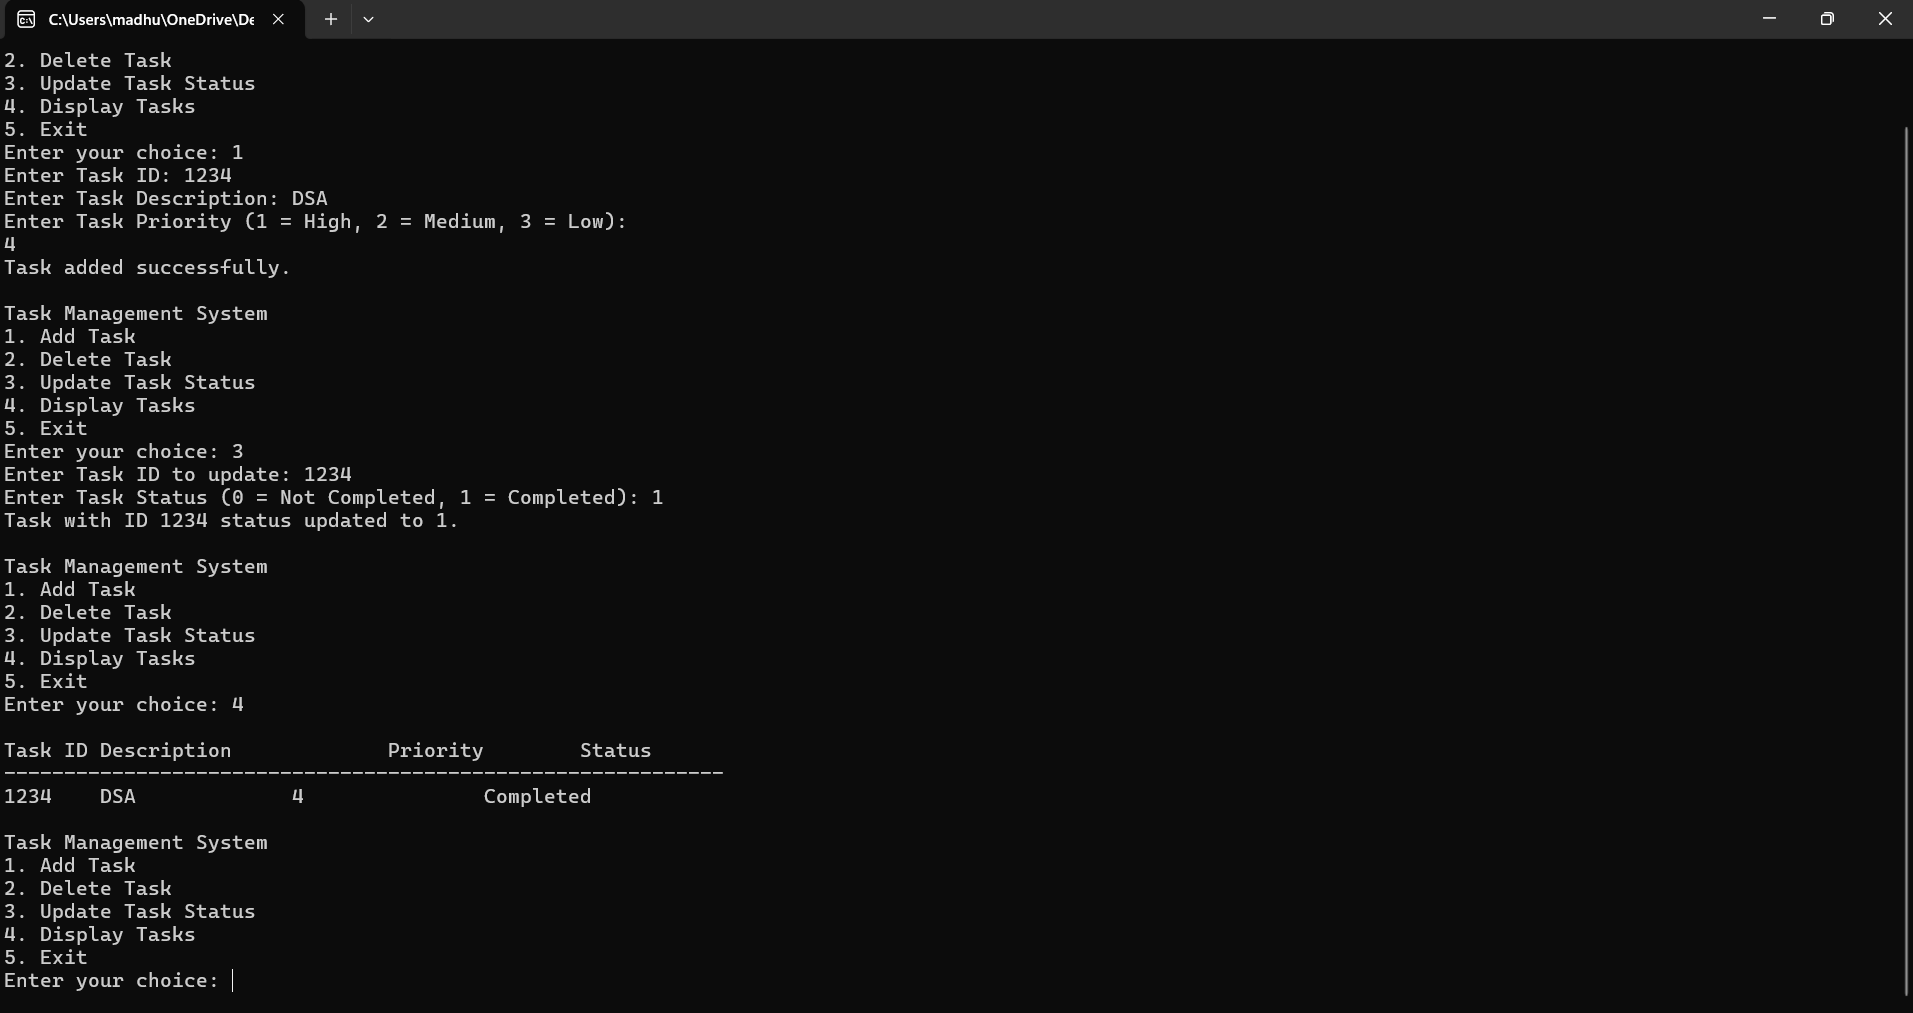 C:\Users\madhu\OneDrive\De
2. Delete Task
3. Update Task Status
4. Display Tasks
5. Exit
Enter your choice: 1
Enter Task ID: 1234
Enter Task Description: DSA
Enter Task Priority (1 = High, 2 = Medium, 3 = Low):
4
Task added successfully.
Task Management System
1. Add Task
2. Delete Task
3. Update Task Status
4. Display Tasks
5. Exit
Enter your choice: 3
Enter Task ID to update: 1234
Enter Task Status (0 = Not Completed, 1 = Completed): 1
Task with ID 1234 status updated to 1.
Task Management System
1. Add Task
2. Delete Task
3. Update Task Status
4. Display Tasks
5. Exit
Enter your choice: 4
Task ID Description             Priority        Status
------------------------------------------------------------
1234    DSA             4               Completed
Task Management System
1. Add Task
2. Delete Task
3. Update Task Status
4. Display Tasks
5. Exit
Enter your choice: